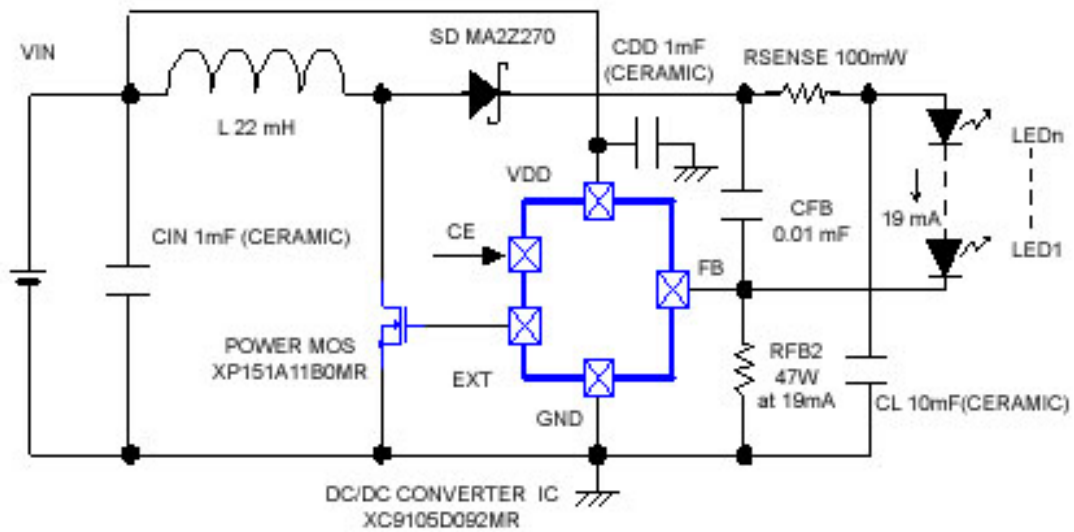 SD MA2Z270
VIN
CDD 1mF
(CERAMIC)
RSENSE 100mW
L 22 mH
LEDn
VDD
CE
CFB
0.01 mF
19 mA
CIN 1mF (CERAMIC)
FB
LED1
POWER MOS
XP151A11B0MR
EXT
RFB2
47W
at 19mA
CL 10mF(CERAMIC)
GND
DC/DC CONVERTER IC
XC9105D092MR